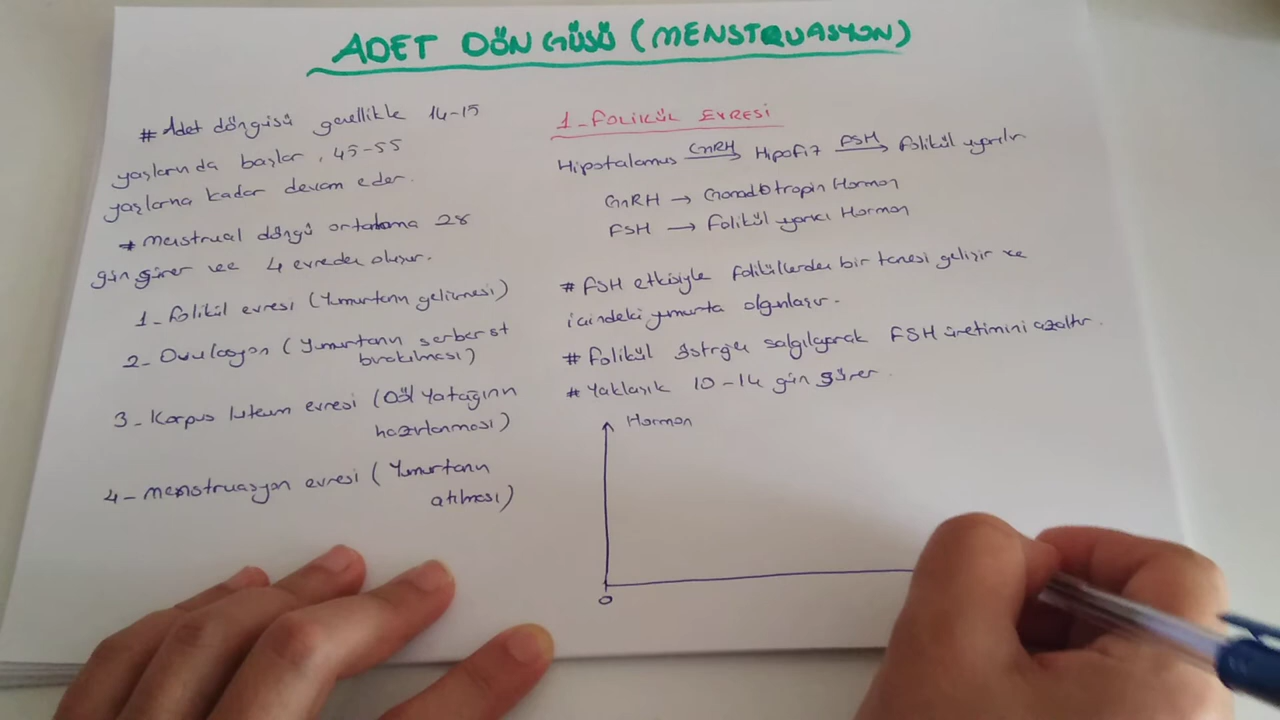 ADET DÖNGÜSÜ (MENSTRUASYON)
# Adet döngüsü genellikle 14-15
yaşlarında başlar, 45-55
yaşlarına kadar devam eder.
# Menstrual döngü ortalama 28
gün sürer ve 4 evreden oluşur.
1- Folikül evresi (Yumurtanın gelişmesi)
2- Ovulasyon (Yumurtanın serbest
bırakılması)
3- Korpus luteum evresi (Döl Yatağının
hazırlanması)
4- menstruasyon evresi (Yumurtanın
atılması)
1- FOLİKÜL EVRESİ
Hipotalamus GnRH → Hipofiz FSH → folikül uyarılır
GnRH → Gonadotropin Hormon
FSH → Folikül uyarıcı Hormon
# FSH etkisiyle foliküllerden bir tanesi gelişir ve
içindeki yumurta olgunlaşır.
# Folikül östrojen salgılayarak FSH üretimini azaltır.
# Yaklaşık 10-14 gün sürer.
Hormon
0